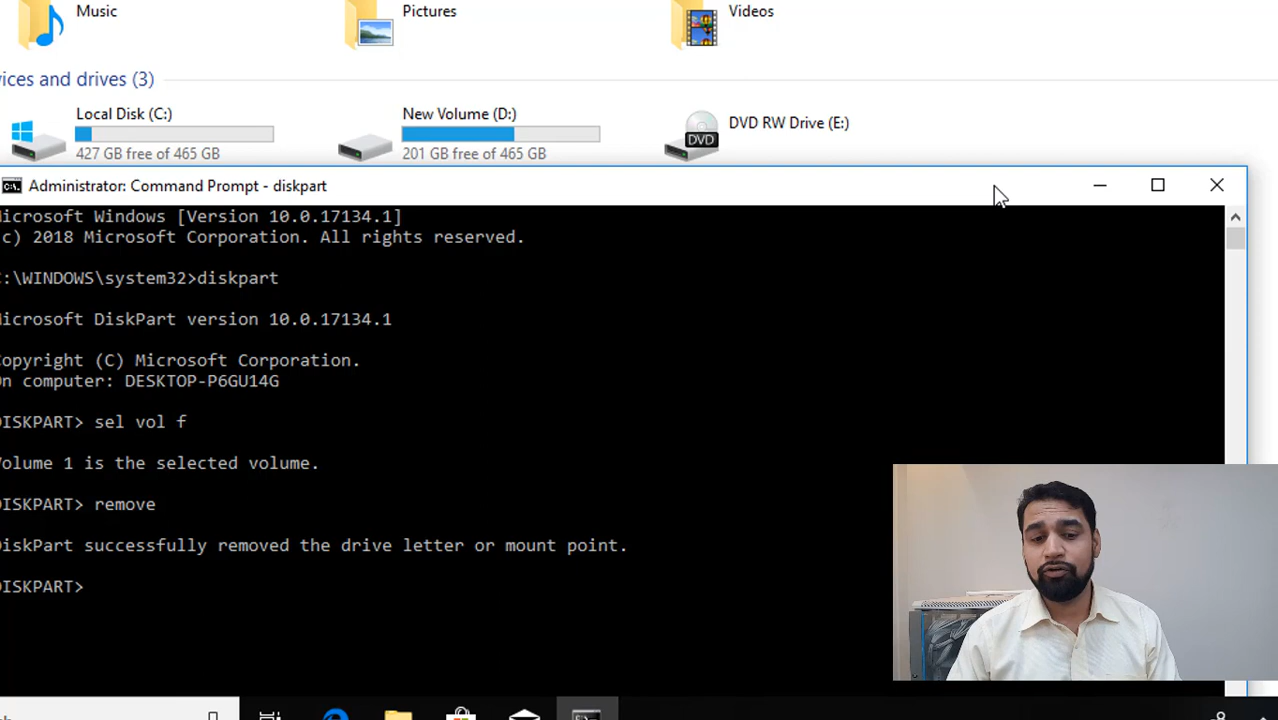 Music
Pictures
Videos
ices and drives (3)
Local Disk (C:)
427 GB free of 465 GB
New Volume (D:)
201 GB free of 465 GB
DVD RW Drive (E:)
DVD
C:\. Administrator: Command Prompt - diskpart
icrosoft Windows [Version 10.0.17134.1]
c) 2018 Microsoft Corporation. All rights reserved.
:\WINDOWS\system32>diskpart
icrosoft DiskPart version 10.0.17134.1
opyright (C) Microsoft Corporation.
n computer: DESKTOP-P6GU14G
DISKPART> sel vol f
olume 1 is the selected volume.
DISKPART> remove
iskPart successfully removed the drive letter or mount point.
DISKPART>